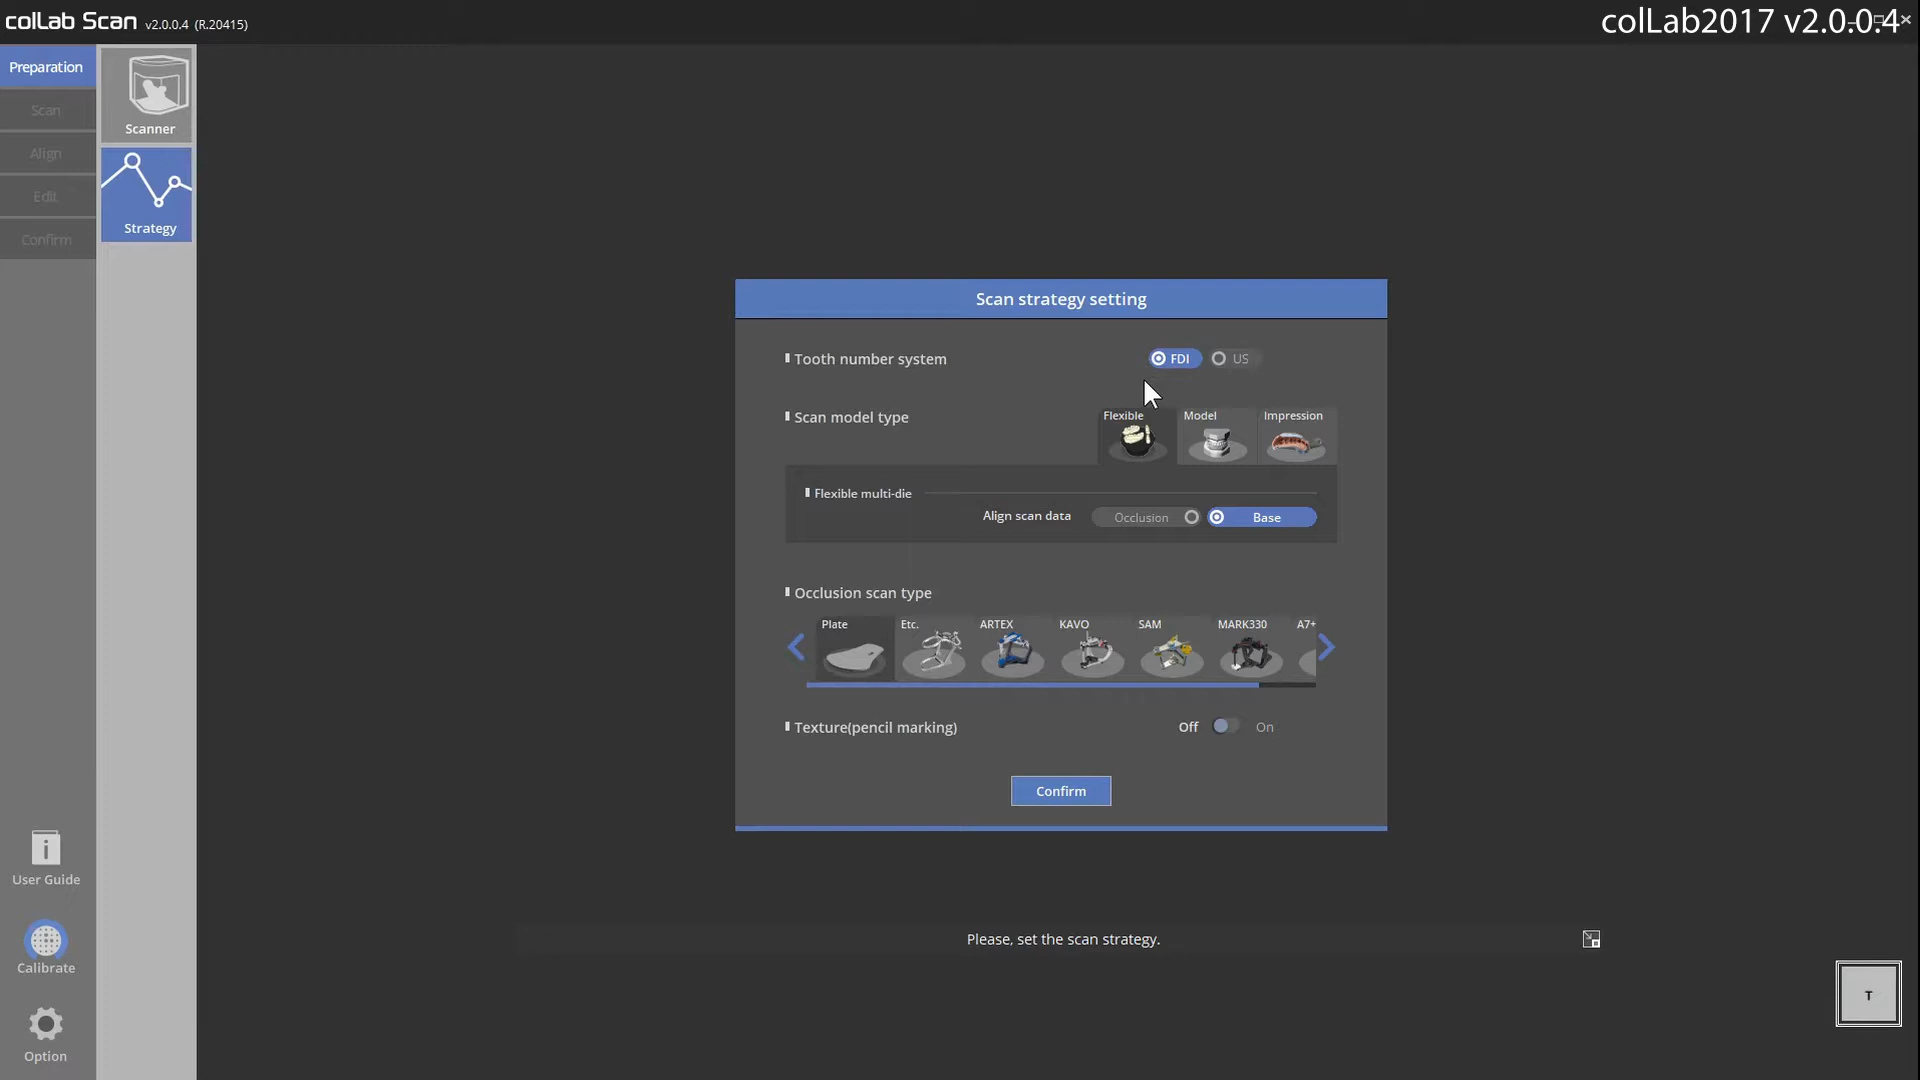 colLab Scan v2.0.0.4 (R.20415)
colLab2017 v2.0.0.4
Preparation
Scan
Align
Edit
Confirm
Scanner
Strategy
Scan strategy setting
Tooth number system
FDI
US
Scan model type
Flexible
Model
Impression
Flexible multi-die
Align scan data
Occlusion
Base
Occlusion scan type
Plate
Etc.
ARTEX
KAVO
SAM
MARK330
A7+
Texture(pencil marking)
Off
On
Confirm
Please, set the scan strategy.
User Guide
Calibrate
Option
T